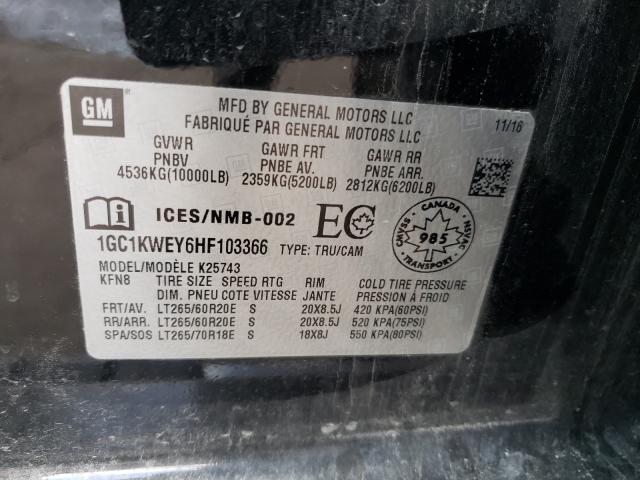 GM
MFD BY GENERAL MOTORS LLC
FABRIQUÉ PAR GENERAL MOTORS LLC
11/16
GVWR GAWR FRT GAWR RR
PNBV PNBE AV. PNBE ARR.
4536KG(10000LB) 2359KG(5200LB) 2812KG(6200LB)
ICES/NMB-002 EC
CANADA
CMVSS 985 NSVAC
TRANSPORT
1GC1KWEY6HF103366 TYPE: TRU/CAM
MODEL/MODÈLE K25743
KFN8 TIRE SIZE SPEED RTG RIM COLD TIRE PRESSURE
DIM. PNEU COTE VITESSE JANTE PRESSION À FROID
FRT/AV. LT265/60R20E S 20X8.5J 420 KPA(60PSI)
RR/ARR. LT265/60R20E S 20X8.5J 520 KPA(75PSI)
SPA/SOS LT265/70R18E S 18X8J 550 KPA(80PSI)